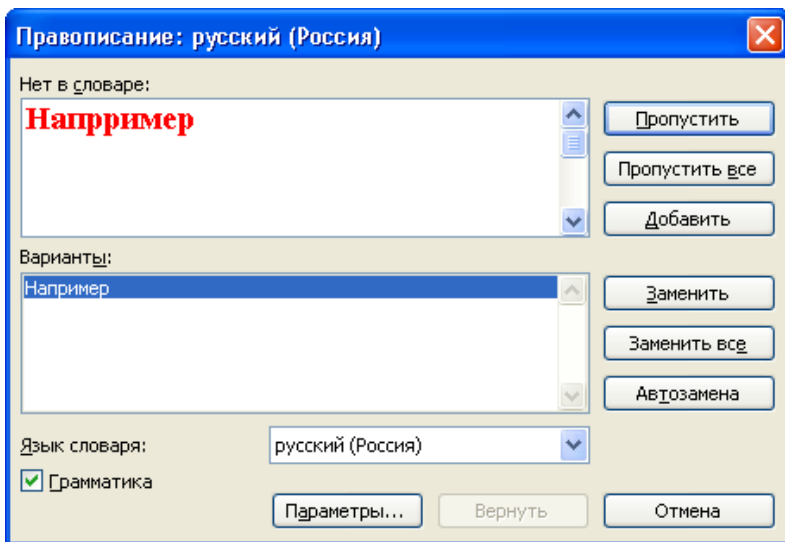 Правописание: русский (Россия)
Нет в словаре:
Напрример
Пропустить
Пропустить все
Добавить
Варианты:
Например
Заменить
Заменить все
Автозамена
Язык словаря:
русский (Россия)
Грамматика
Параметры...
Вернуть
Отмена